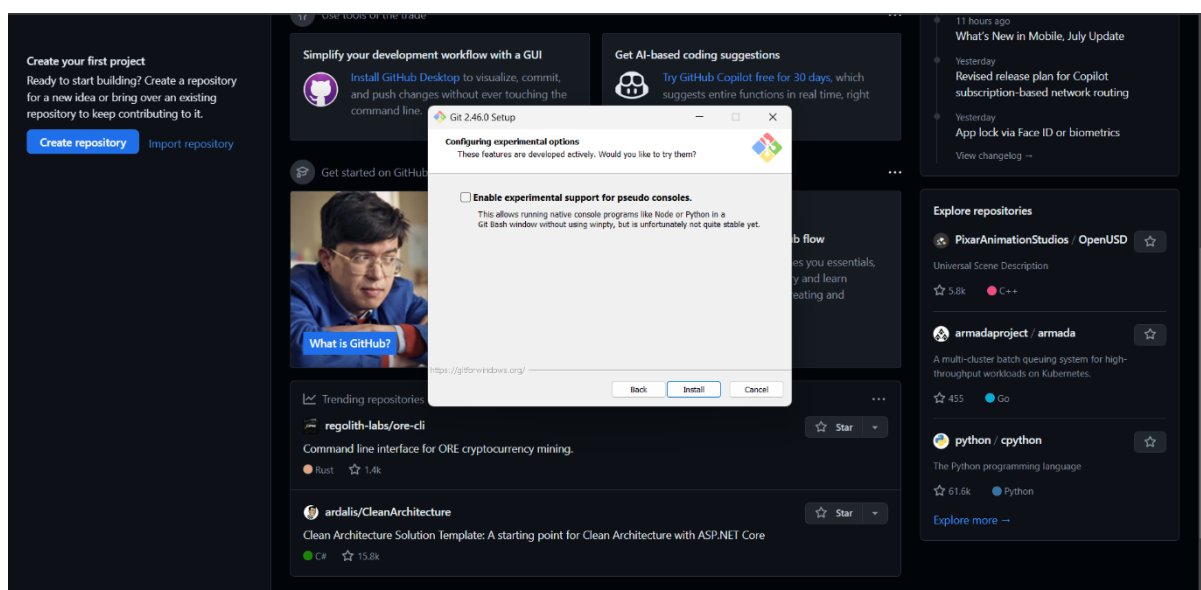 Create your first project
Ready to start building? Create a repository
for a new idea or bring over an existing
repository to keep contributing to it.
Create repository
Import repository
Use tools of the trade
Simplify your development workflow with a GUI
Install GitHub Desktop to visualize, commit,
and push changes without ever touching the
command line.
Get AI-based coding suggestions
Try GitHub Copilot free for 30 days, which
suggests entire functions in real time, right
Get started on GitHub
What is GitHub?
b flow
es you essentials,
y and learn
eating and
Git 2.46.0 Setup
Configuring experimental options
These features are developed actively. Would you like to try them?
Enable experimental support for pseudo consoles.
This allows running native console programs like Node or Python in a
Git Bash window without using winpty, but is unfortunately not quite stable yet.
https://gitforwindows.org/
Back
Install
Cancel
Trending repositories
regolith-labs/ore-cli
Star
Command line interface for ORE cryptocurrency mining.
Rust 1.4k
ardalis/CleanArchitecture
Star
Clean Architecture Solution Template: A starting point for Clean Architecture with ASP.NET Core
C# 15.8k
11 hours ago
What's New in Mobile, July Update
Yesterday
Revised release plan for Copilot
subscription-based network routing
Yesterday
App lock via Face ID or biometrics
View changelog →
Explore repositories
PixarAnimationStudios / OpenUSD
Universal Scene Description
5.8k C++
armadaproject / armada
A multi-cluster batch queuing system for high-
throughput workloads on Kubernetes.
455 Go
python / cpython
The Python programming language
61.6k Python
Explore more →